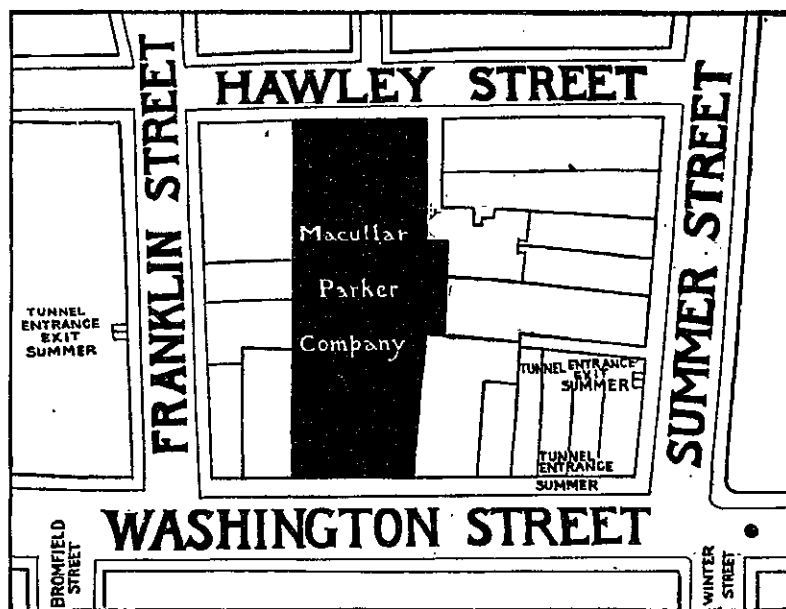 HAWLEY STREET
FRANKLIN STREET
SUMMER STREET
Macullar
Parker
Company
TUNNEL
ENTRANCE
EXIT
SUMMER
TUNNEL ENTRANCE
EXIT
SUMMER
TUNNEL
ENTRANCE
SUMMER
WASHINGTON STREET
BROMFIELD
STREET
WINTER
STREET